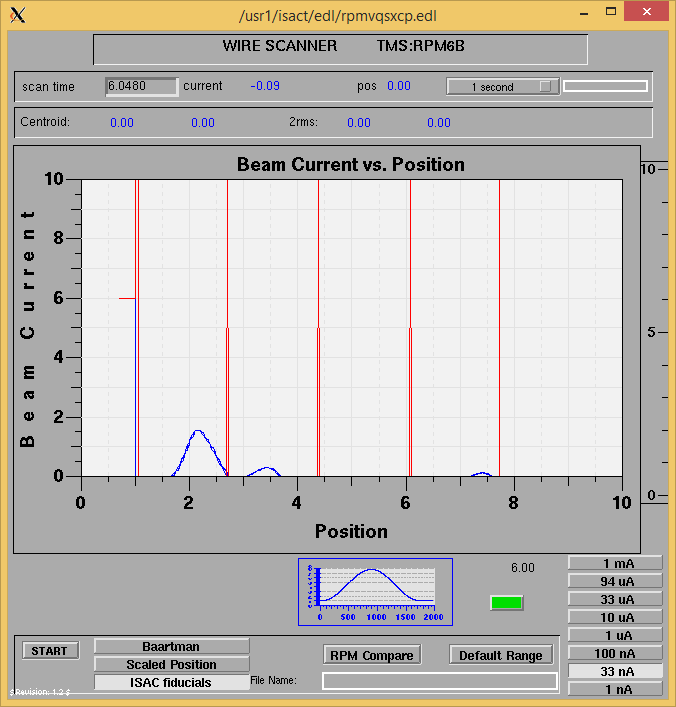 /usr1/isact/edl/rpmvqsxcp.edl
WIRE SCANNER TMS:RPM6B
scan time 6.0480 current -0.09 pos 0.00 1 second
Centroid: 0.00 0.00 2rms: 0.00 0.00
Beam Current vs. Position
10
8
6
4
2
0
Beam Current
0 2 4 6 8 10
Position
10
5
0
8
0 500 1000 1500 2000
6.00
1 mA
94 uA
33 uA
10 uA
1 uA
100 nA
33 nA
1 nA
START
Baartman
Scaled Position
ISAC fiducials
RPM Compare
Default Range
File Name:
$Revision: 1.2 $